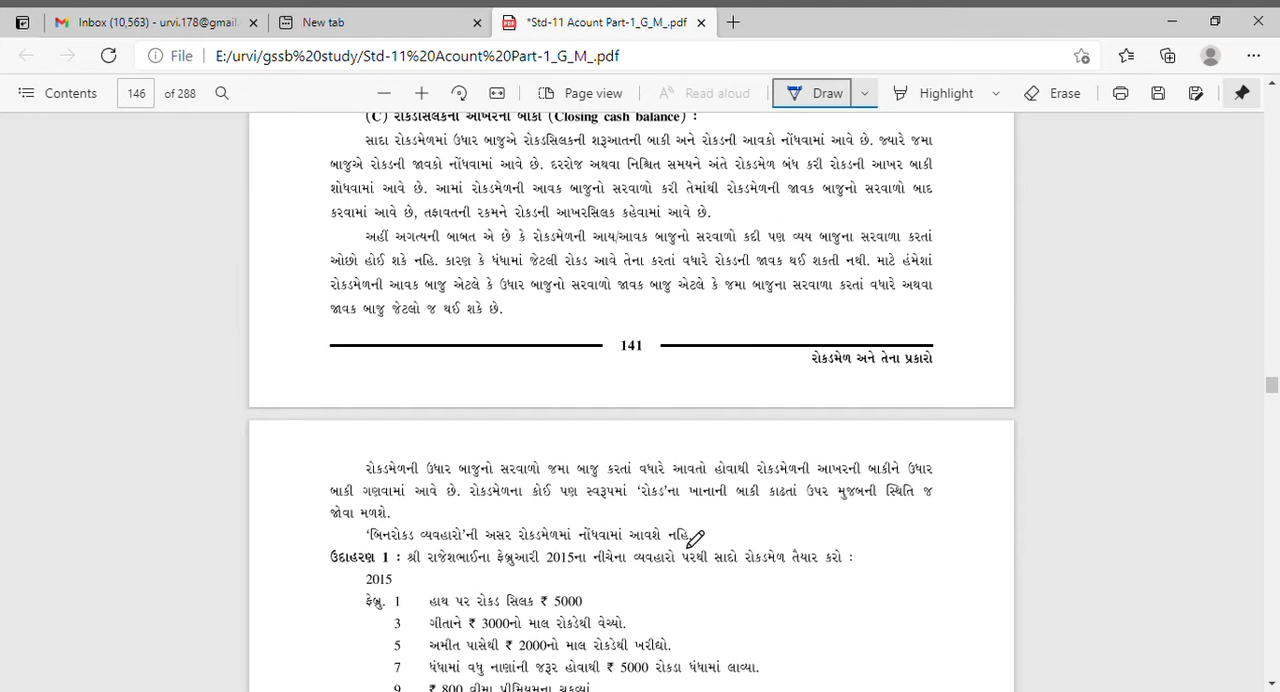 Inbox (10,563) - urvi.178@gmail
New tab
*Std-11 Acount Part-1_G_M_.pdf
File
E:/urvi/gssb%20study/Std-11%20Acount%20Part-1_G_M_.pdf
Contents
146
of 288
Page view
Read aloud
Draw
Highlight
Erase
(C) રોકડસિલકની આખરની બાકી (Closing cash balance) :
સાદા રોકડમેળમાં ઉધાર બાજુએ રોકડસિલકની શરૂઆતની બાકી અને રોકડની આવકો નોંધવામાં આવે છે. જ્યારે જમા
બાજુએ રોકડની જાવકો નોંધવામાં આવે છે. દરરોજ અથવા નિશ્ચિત સમયને અંતે રોકડમેળ બંધ કરી રોકડની આખર બાકી
શોધવામાં આવે છે. આમાં રોકડમેળની આવક બાજુનો સરવાળો કરી તેમાંથી રોકડમેળની જાવક બાજુનો સરવાળો બાદ
કરવામાં આવે છે, તફાવતની રકમને રોકડની આખરસિલક કહેવામાં આવે છે.
અહીં અગત્યની બાબત એ છે કે રોકડમેળની આય/આવક બાજુનો સરવાળો કદી પણ વ્યય બાજુના સરવાળા કરતાં
ઓછો હોઈ શકે નહિ. કારણ કે ધંધામાં જેટલી રોકડ આવે તેના કરતાં વધારે રોકડની જાવક થઈ શકતી નથી. માટે હંમેશાં
રોકડમેળની આવક બાજુ એટલે કે ઉધાર બાજુનો સરવાળો જાવક બાજુ એટલે કે જમા બાજુના સરવાળા કરતાં વધારે અથવા
જાવક બાજુ જેટલો જ થઈ શકે છે.
141
રોકડમેળ અને તેના પ્રકારો
રોકડમેળની ઉધાર બાજુનો સરવાળો જમા બાજુ કરતાં વધારે આવતો હોવાથી રોકડમેળની આખરની બાકીને ઉધાર
બાકી ગણવામાં આવે છે. રોકડમેળના કોઈ પણ સ્વરૂપમાં ‘રોકડ’ના ખાનાની બાકી કાઢતાં ઉપર મુજબની સ્થિતિ જ
જોવા મળશે.
‘બિનરોકડ વ્યવહારો’ની અસર રોકડમેળમાં નોંધવામાં આવશે નહિ.
ઉદાહરણ 1 : શ્રી રાજેશભાઈના ફેબ્રુઆરી 2015ના નીચેના વ્યવહારો પરથી સાદો રોકડમેળ તૈયાર કરો :
2015
ફેબ્રુ. 1 હાથ પર રોકડ સિલક ₹ 5000
3 ગીતાને ₹ 3000નો માલ રોકડેથી વેચ્યો.
5 અમીત પાસેથી ₹ 2000નો માલ રોકડેથી ખરીદ્યો.
7 ધંધામાં વધુ નાણાંની જરૂર હોવાથી ₹ 5000 રોકડા ધંધામાં લાવ્યા.
9 ₹ 800 વીમા પ્રીમિયમના ચૂકવ્યાં